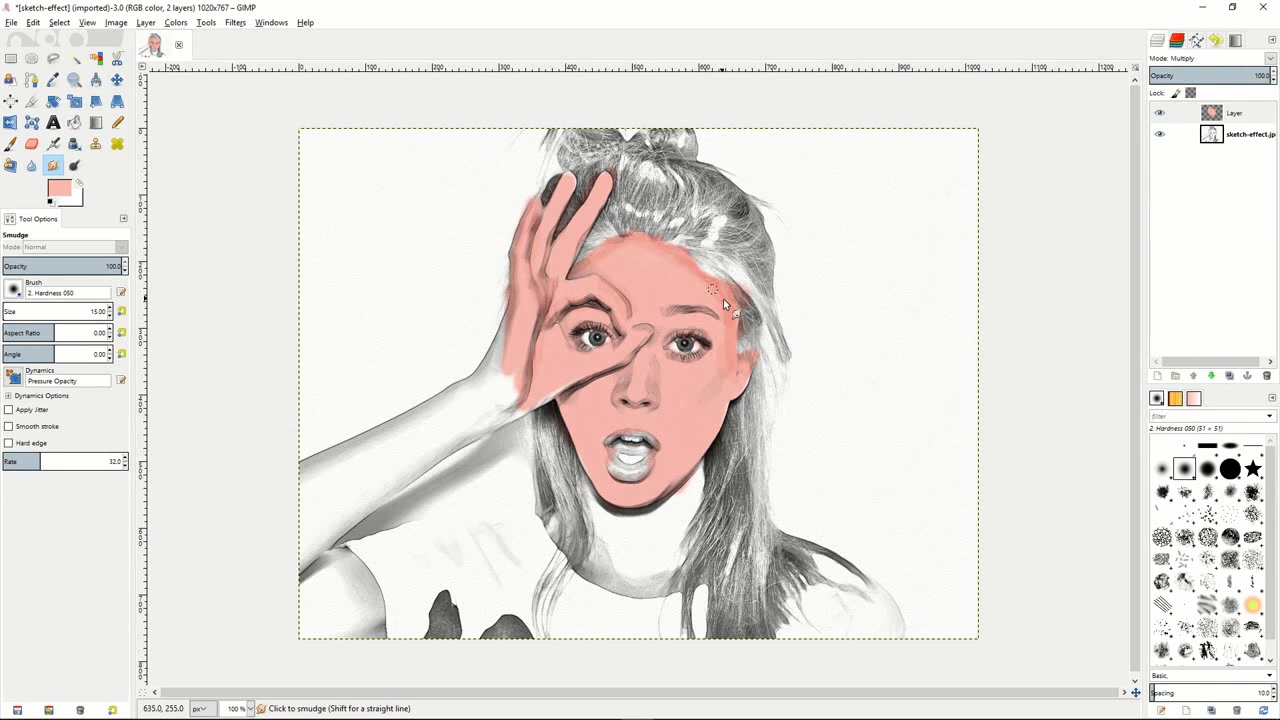 *[sketch-effect] (imported)-3.0 (RGB color, 2 layers) 1020x767 – GIMP
File Edit Select View Image Layer Colors Tools Filters Windows Help
Mode: Multiply
Opacity 100.0
Lock:
Layer
sketch-effect.jp
Tool Options
Smudge
Mode: Normal
Opacity 100.0
Brush
2. Hardness 050
Size 15.00
Aspect Ratio 0.00
Angle 0.00
Dynamics
Pressure Opacity
Dynamics Options
Apply Jitter
Smooth stroke
Hard edge
Rate 32.0
filter
2. Hardness 050 (51 × 51)
Basic,
Spacing 10.0
635.0, 255.0 px 100 % Click to smudge (Shift for a straight line)